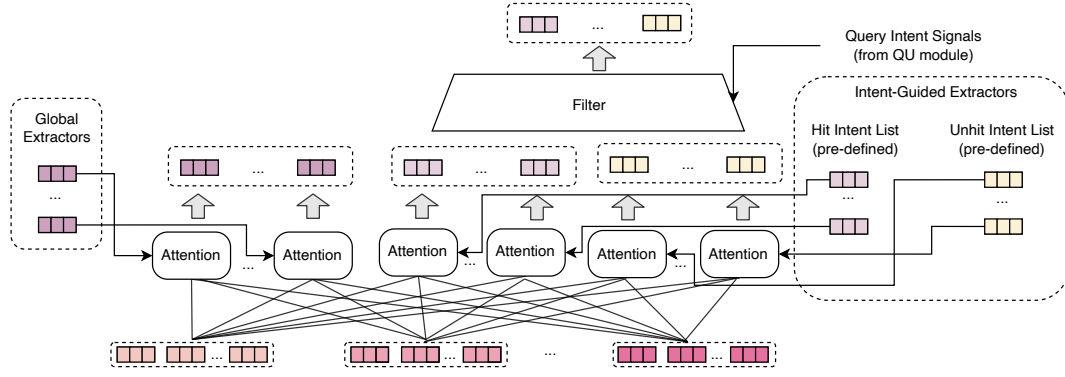 ...
Query Intent Signals
(from QU module)
Filter
Intent-Guided Extractors
Global
Extractors
Hit Intent List
(pre-defined)
Unhit Intent List
(pre-defined)
...
...
...
...
...
...
Attention
...
Attention
Attention
...
Attention
Attention
...
Attention
...
...
...
...